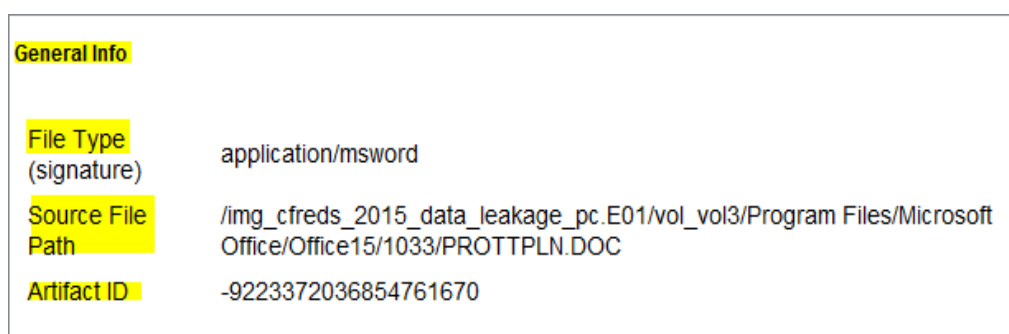 General Info
File Type
(signature)
application/msword
Source File
Path
/img_cfreds_2015_data_leakage_pc.E01/vol_vol3/Program Files/Microsoft
Office/Office15/1033/PROTTPLN.DOC
Artifact ID
-9223372036854761670